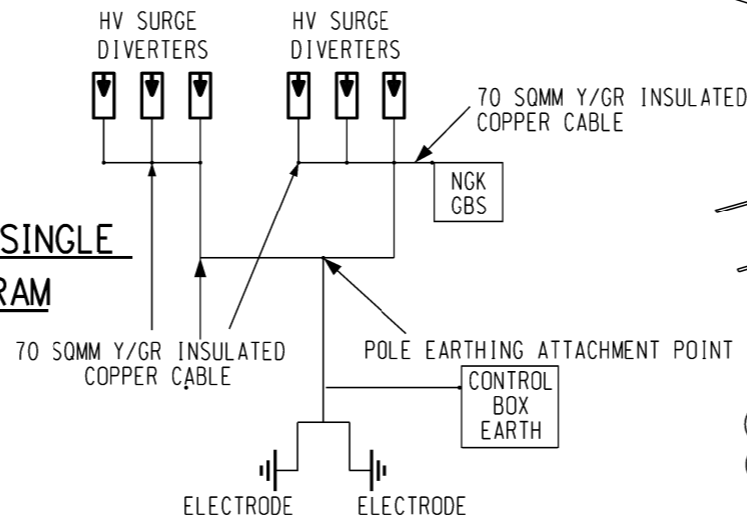 HV SURGE
DIVERTERS
HV SURGE
DIVERTERS
70 SQMM Y/GR INSULATED
COPPER CABLE
NGK
GBS
SINGLE
RAM
70 SQMM Y/GR INSULATED
COPPER CABLE
POLE EARTHING ATTACHMENT POINT
CONTROL
BOX
EARTH
ELECTRODE
ELECTRODE